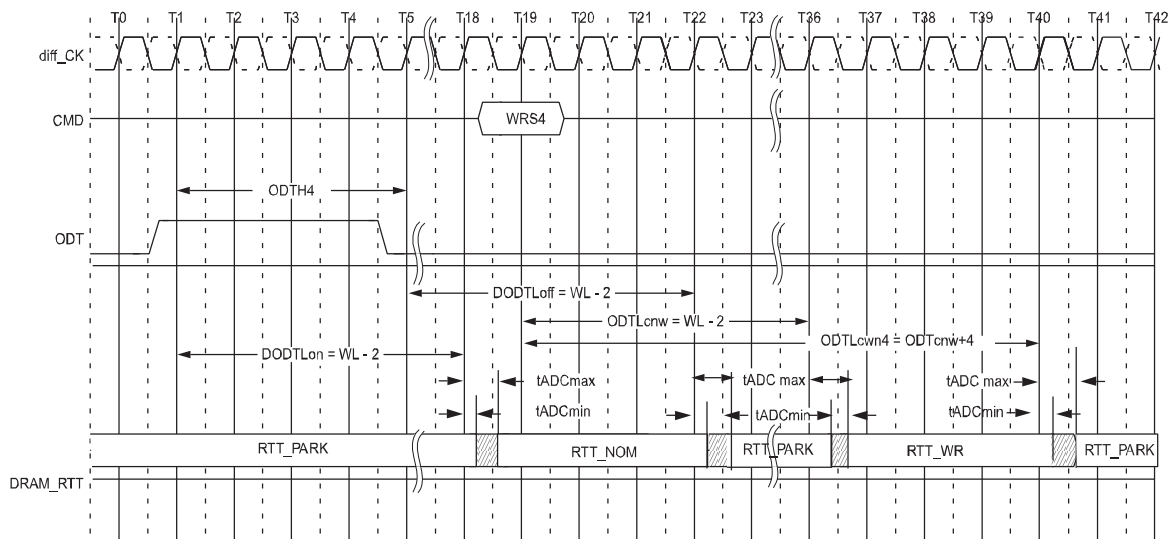 T0 T1 T2 T3 T4 T5 T18 T19 T20 T21 T22 T23 T36 T37 T38 T39 T40 T41 T42
diff_CK
CMD
WRS4
ODTH4
ODT
DODTLoff = WL - 2
ODTLcnw = WL - 2
ODTLcwn4 = ODTcnw+4
DODTLon = WL - 2
tADCmax tADC max tADC max
tADCmin tADCmin tADCmin
RTT_PARK RTT_NOM RTT_PARK RTT_WR RTT_PARK
DRAM_RTT